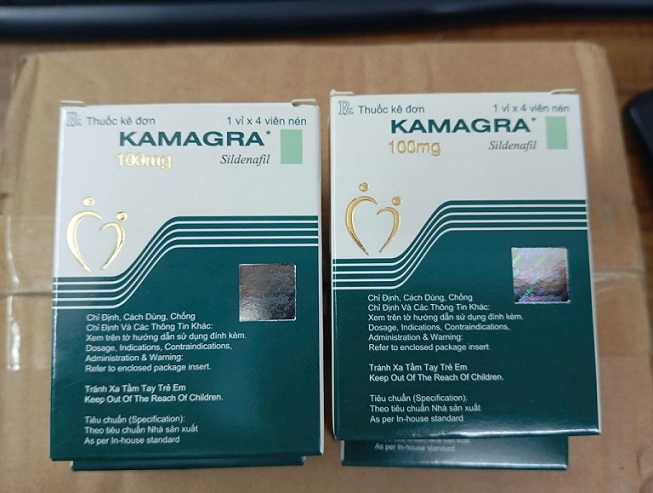 Rx Thuốc kê đơn 1 vỉ x 4 viên nén
KAMAGRA*
100mg Sildenafil
Chỉ Định, Cách Dùng, Chống
Chỉ Định Và Các Thông Tin Khác:
Xem trên tờ hướng dẫn sử dụng đính kèm.
Dosage, Indications, Contraindications,
Administration & Warning:
Refer to enclosed package insert.
Tránh Xa Tầm Tay Trẻ Em
Keep Out Of The Reach Of Children.
Tiêu chuẩn (Specification):
Theo tiêu chuẩn Nhà sản xuất
As per In-house standard
Rx Thuốc kê đơn 1 vỉ x 4 viên nén
KAMAGRA*
100mg Sildenafil
Chỉ Định, Cách Dùng, Chống
Chỉ Định Và Các Thông Tin Khác:
Xem trên tờ hướng dẫn sử dụng đính kèm.
Dosage, Indications, Contraindications,
Administration & Warning:
Refer to enclosed package insert
Tránh Xa Tầm Tay Trẻ Em
Keep Out Of The Reach Of Children.
Tiêu chuẩn (Specification):
Theo tiêu chuẩn Nhà sản xuất
As per In-house standard
As per In-house standard